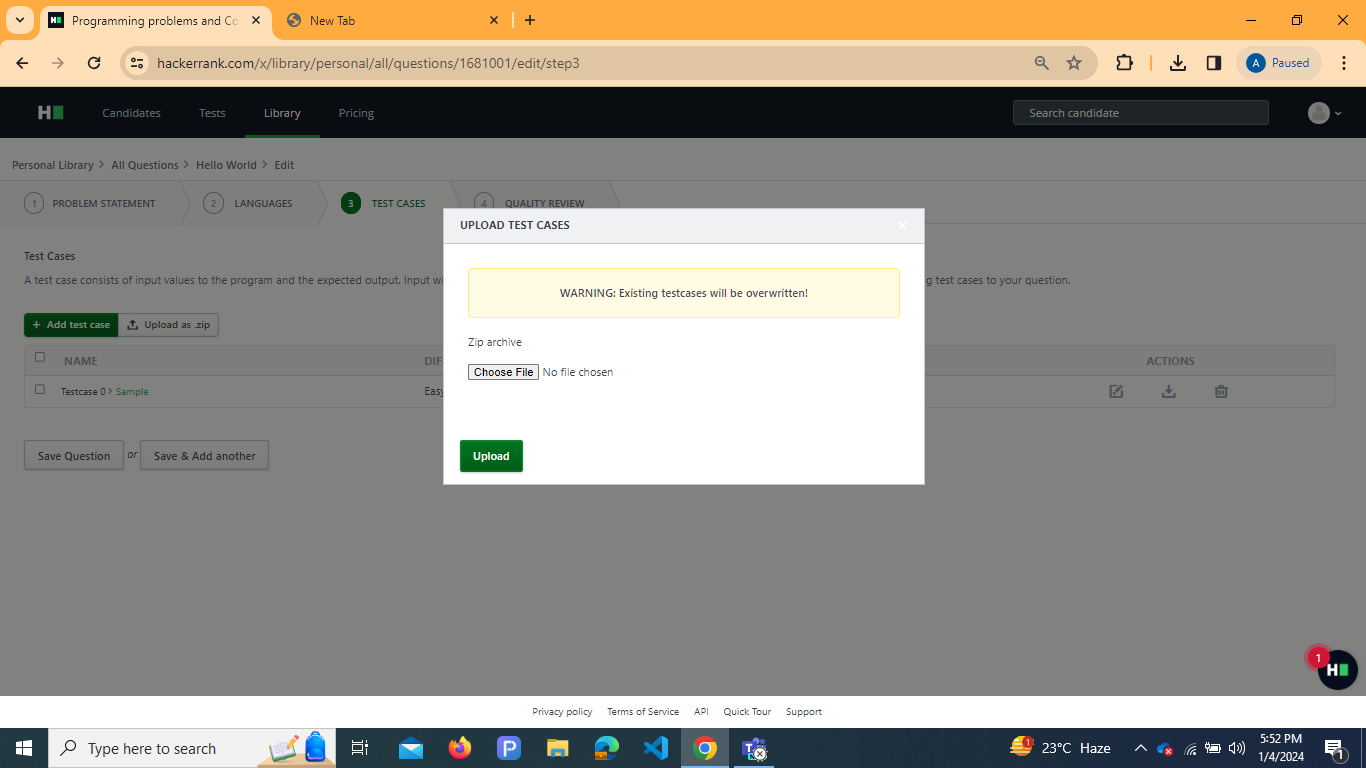 Programming problems and Co
New Tab
hackerrank.com/x/library/personal/all/questions/1681001/edit/step3
A Paused
H Candidates Tests Library Pricing Search candidate
Personal Library > All Questions > Hello World > Edit
1 PROBLEM STATEMENT 2 LANGUAGES 3 TEST CASES 4 QUALITY REVIEW
UPLOAD TEST CASES
WARNING: Existing testcases will be overwritten!
Zip archive
Choose File No file chosen
Upload
Test Cases
A test case consists of input values to the program and the expected output. Input wi
g test cases to your question.
+ Add test case Upload as .zip
NAME DIF ACTIONS
Testcase 0 > Sample Easy
Save Question or Save & Add another
1
H
Privacy policy Terms of Service API Quick Tour Support
Type here to search
1 23°C Haze
5:52 PM
1/4/2024
1